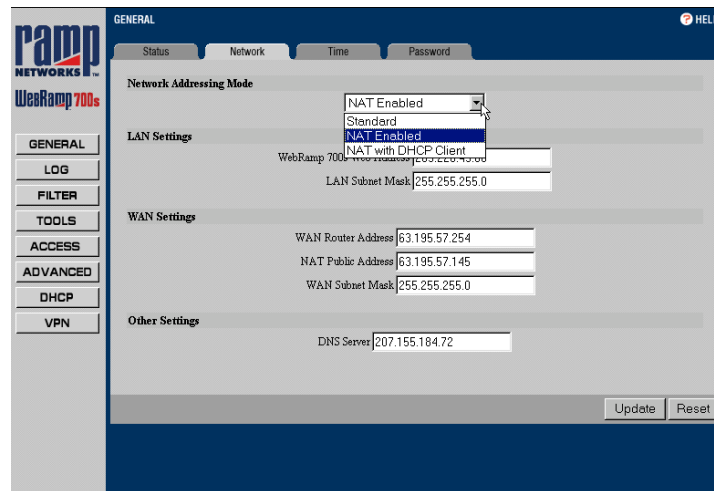 ramp
NETWORKS TM
WebRamp 700s
GENERAL
LOG
FILTER
TOOLS
ACCESS
ADVANCED
DHCP
VPN
GENERAL
? HEL
Status Network Time Password
Network Addressing Mode
NAT Enabled
Standard
NAT Enabled
NAT with DHCP Client
LAN Settings
WebRamp 700s Web Address
LAN Subnet Mask 255.255.255.0
WAN Settings
WAN Router Address 63.195.57.254
NAT Public Address 63.195.57.145
WAN Subnet Mask 255.255.255.0
Other Settings
DNS Server 207.155.184.72
Update Reset